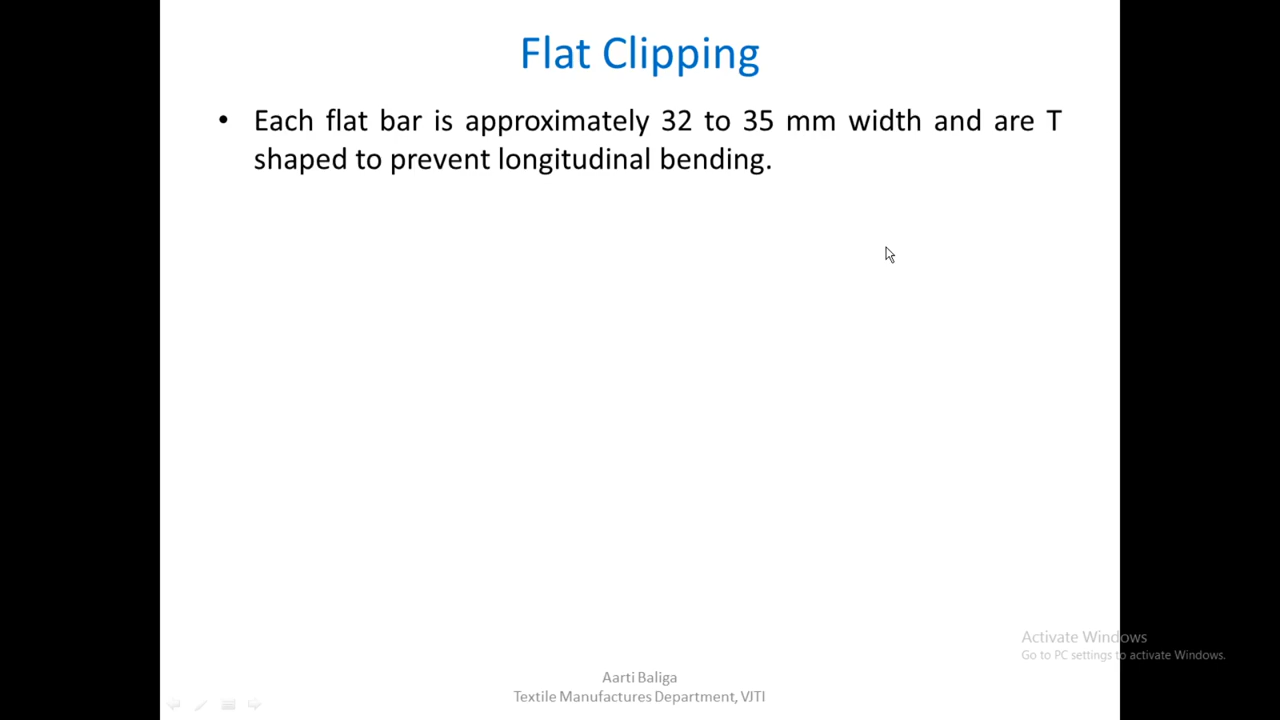 Flat Clipping
• Each flat bar is approximately 32 to 35 mm width and are T
shaped to prevent longitudinal bending.
Activate Windows
Go to PC settings to activate Windows.
Aarti Baliga
Textile Manufactures Department, VJTI